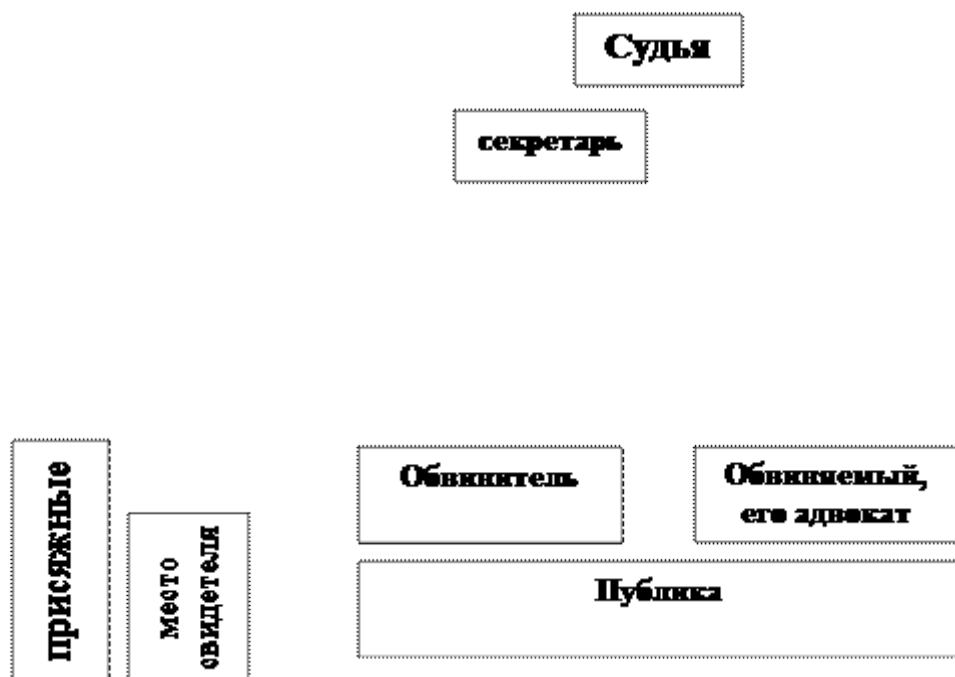 Судья
секретарь
присяжные
место
свидетеля
Обвинитель
Обвиняемый,
его адвокат
Публика